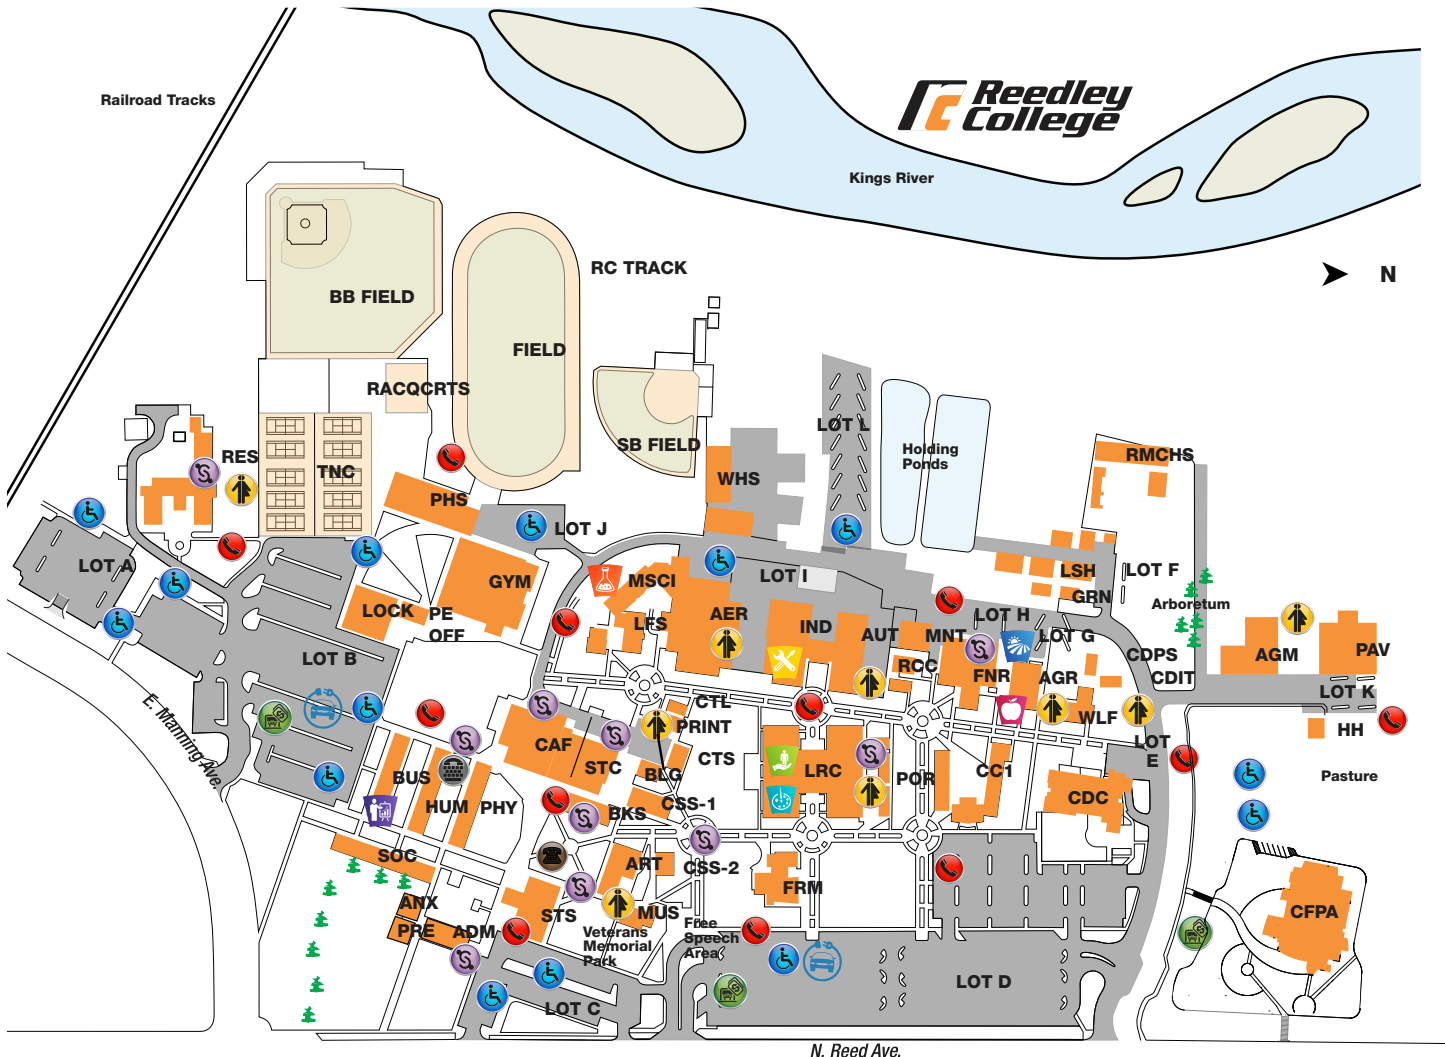 Reedley
College
Railroad Tracks
Kings River
N
RC TRACK
BB FIELD
FIELD
RACQCRTS
SB FIELD
LOT L
Holding
Ponds
RMCHS
RES
TNC
PHS
WHS
LOT J
LOT A
GYM
MSCI
LOT I
LSH
LOT F
GRN
Arboretum
LOCK
PE
OFF
LFS
AER
IND
AUT
MNT
LOT H
LOT G
CDPS
CDIT
AGM
PAV
LOT B
RCC
FNR
AGR
LOT K
E. Manning Ave.
CTL
PRINT
WLF
HH
CAF
STC
BLG
CTS
LRC
POR
CC1
LOT
E
Pasture
BUS
HUM
PHY
BKS
CSS-1
CDC
SOC
ART
CSS-2
FRM
ANX
PRE
ADM
STS
MUS
Veterans
Memorial
Park
Free
Speech
Area
CFPA
LOT D
LOT C
N. Reed Ave.